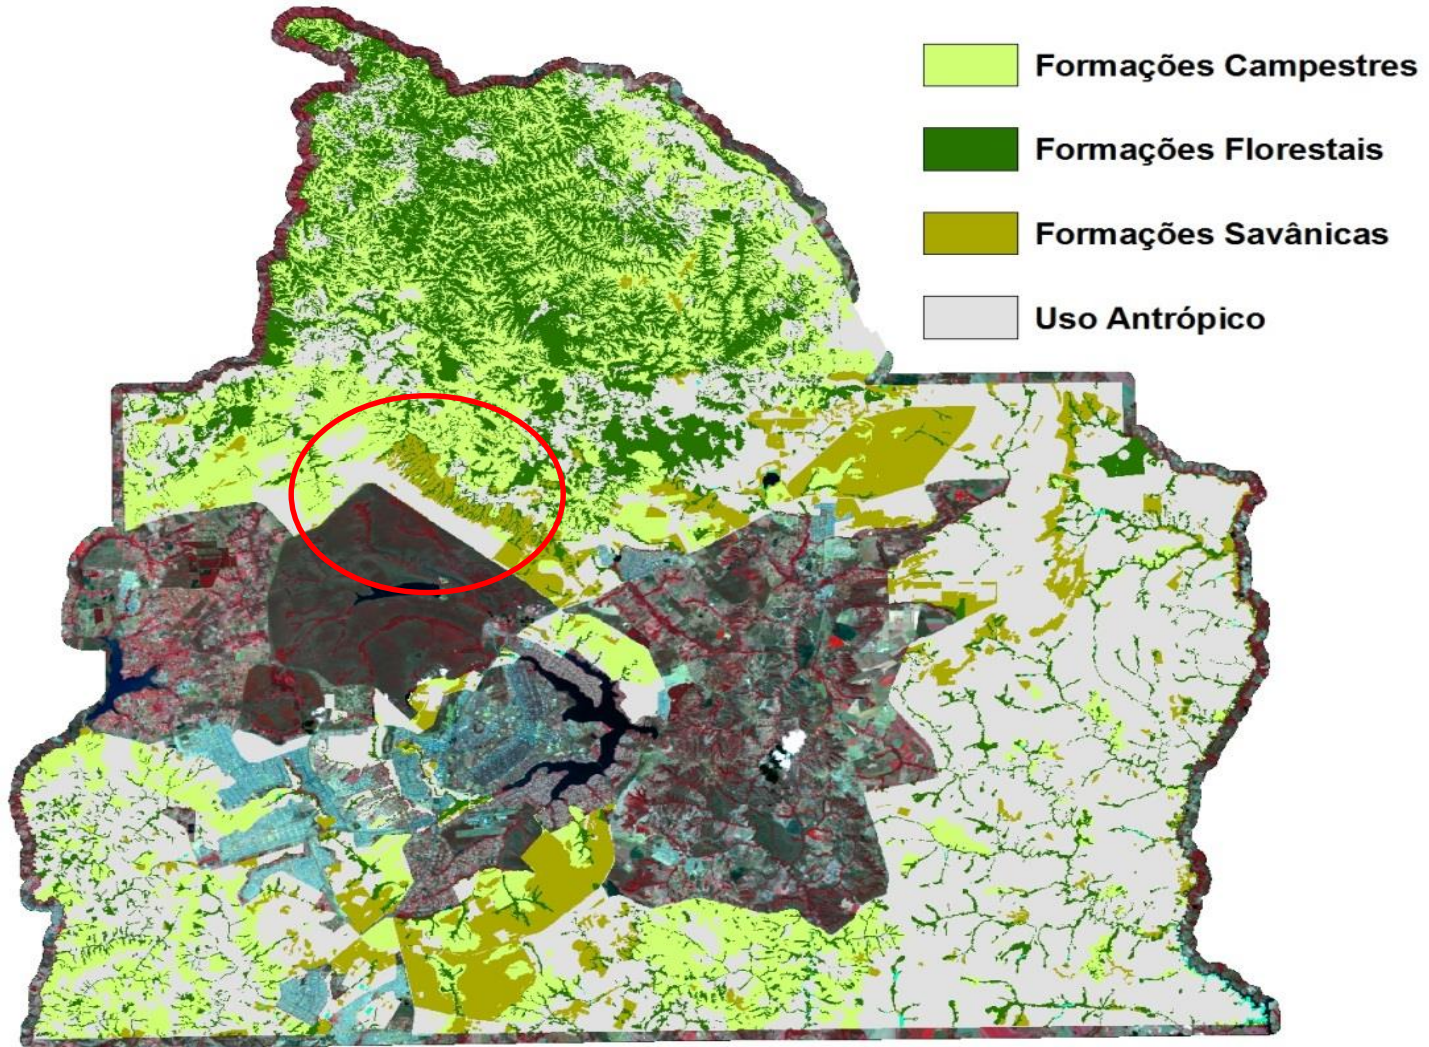 Formações Campestres
Formações Florestais
Formações Savânicas
Uso Antrópico